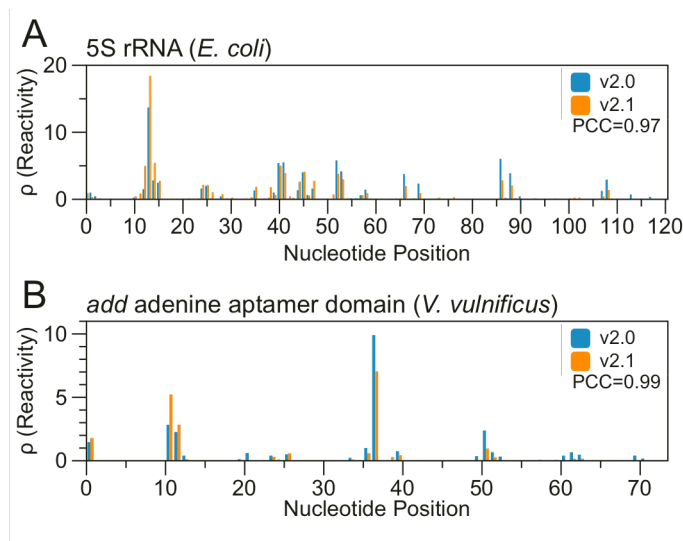 A
5S rRNA (E. coli)
ρ (Reactivity)
20
10
0
v2.0
v2.1
PCC=0.97
0 10 20 30 40 50 60 70 80 90 100 110 120
Nucleotide Position
B
add adenine aptamer domain (V. vulnificus)
ρ (Reactivity)
10
5
0
v2.0
v2.1
PCC=0.99
0 10 20 30 40 50 60 70
Nucleotide Position